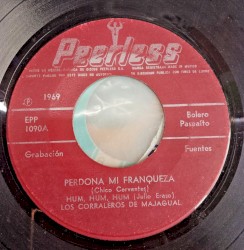 Peerless
℗ 1969
EPP
1090A
Bolero
Paseaito
Grabación
Fuentes
PERDONA MI FRANQUEZA
(Chico Cervantes)
HUM, HUM, HUM (Julio Erazo)
LOS CORRALEROS DE MAJAGUAL